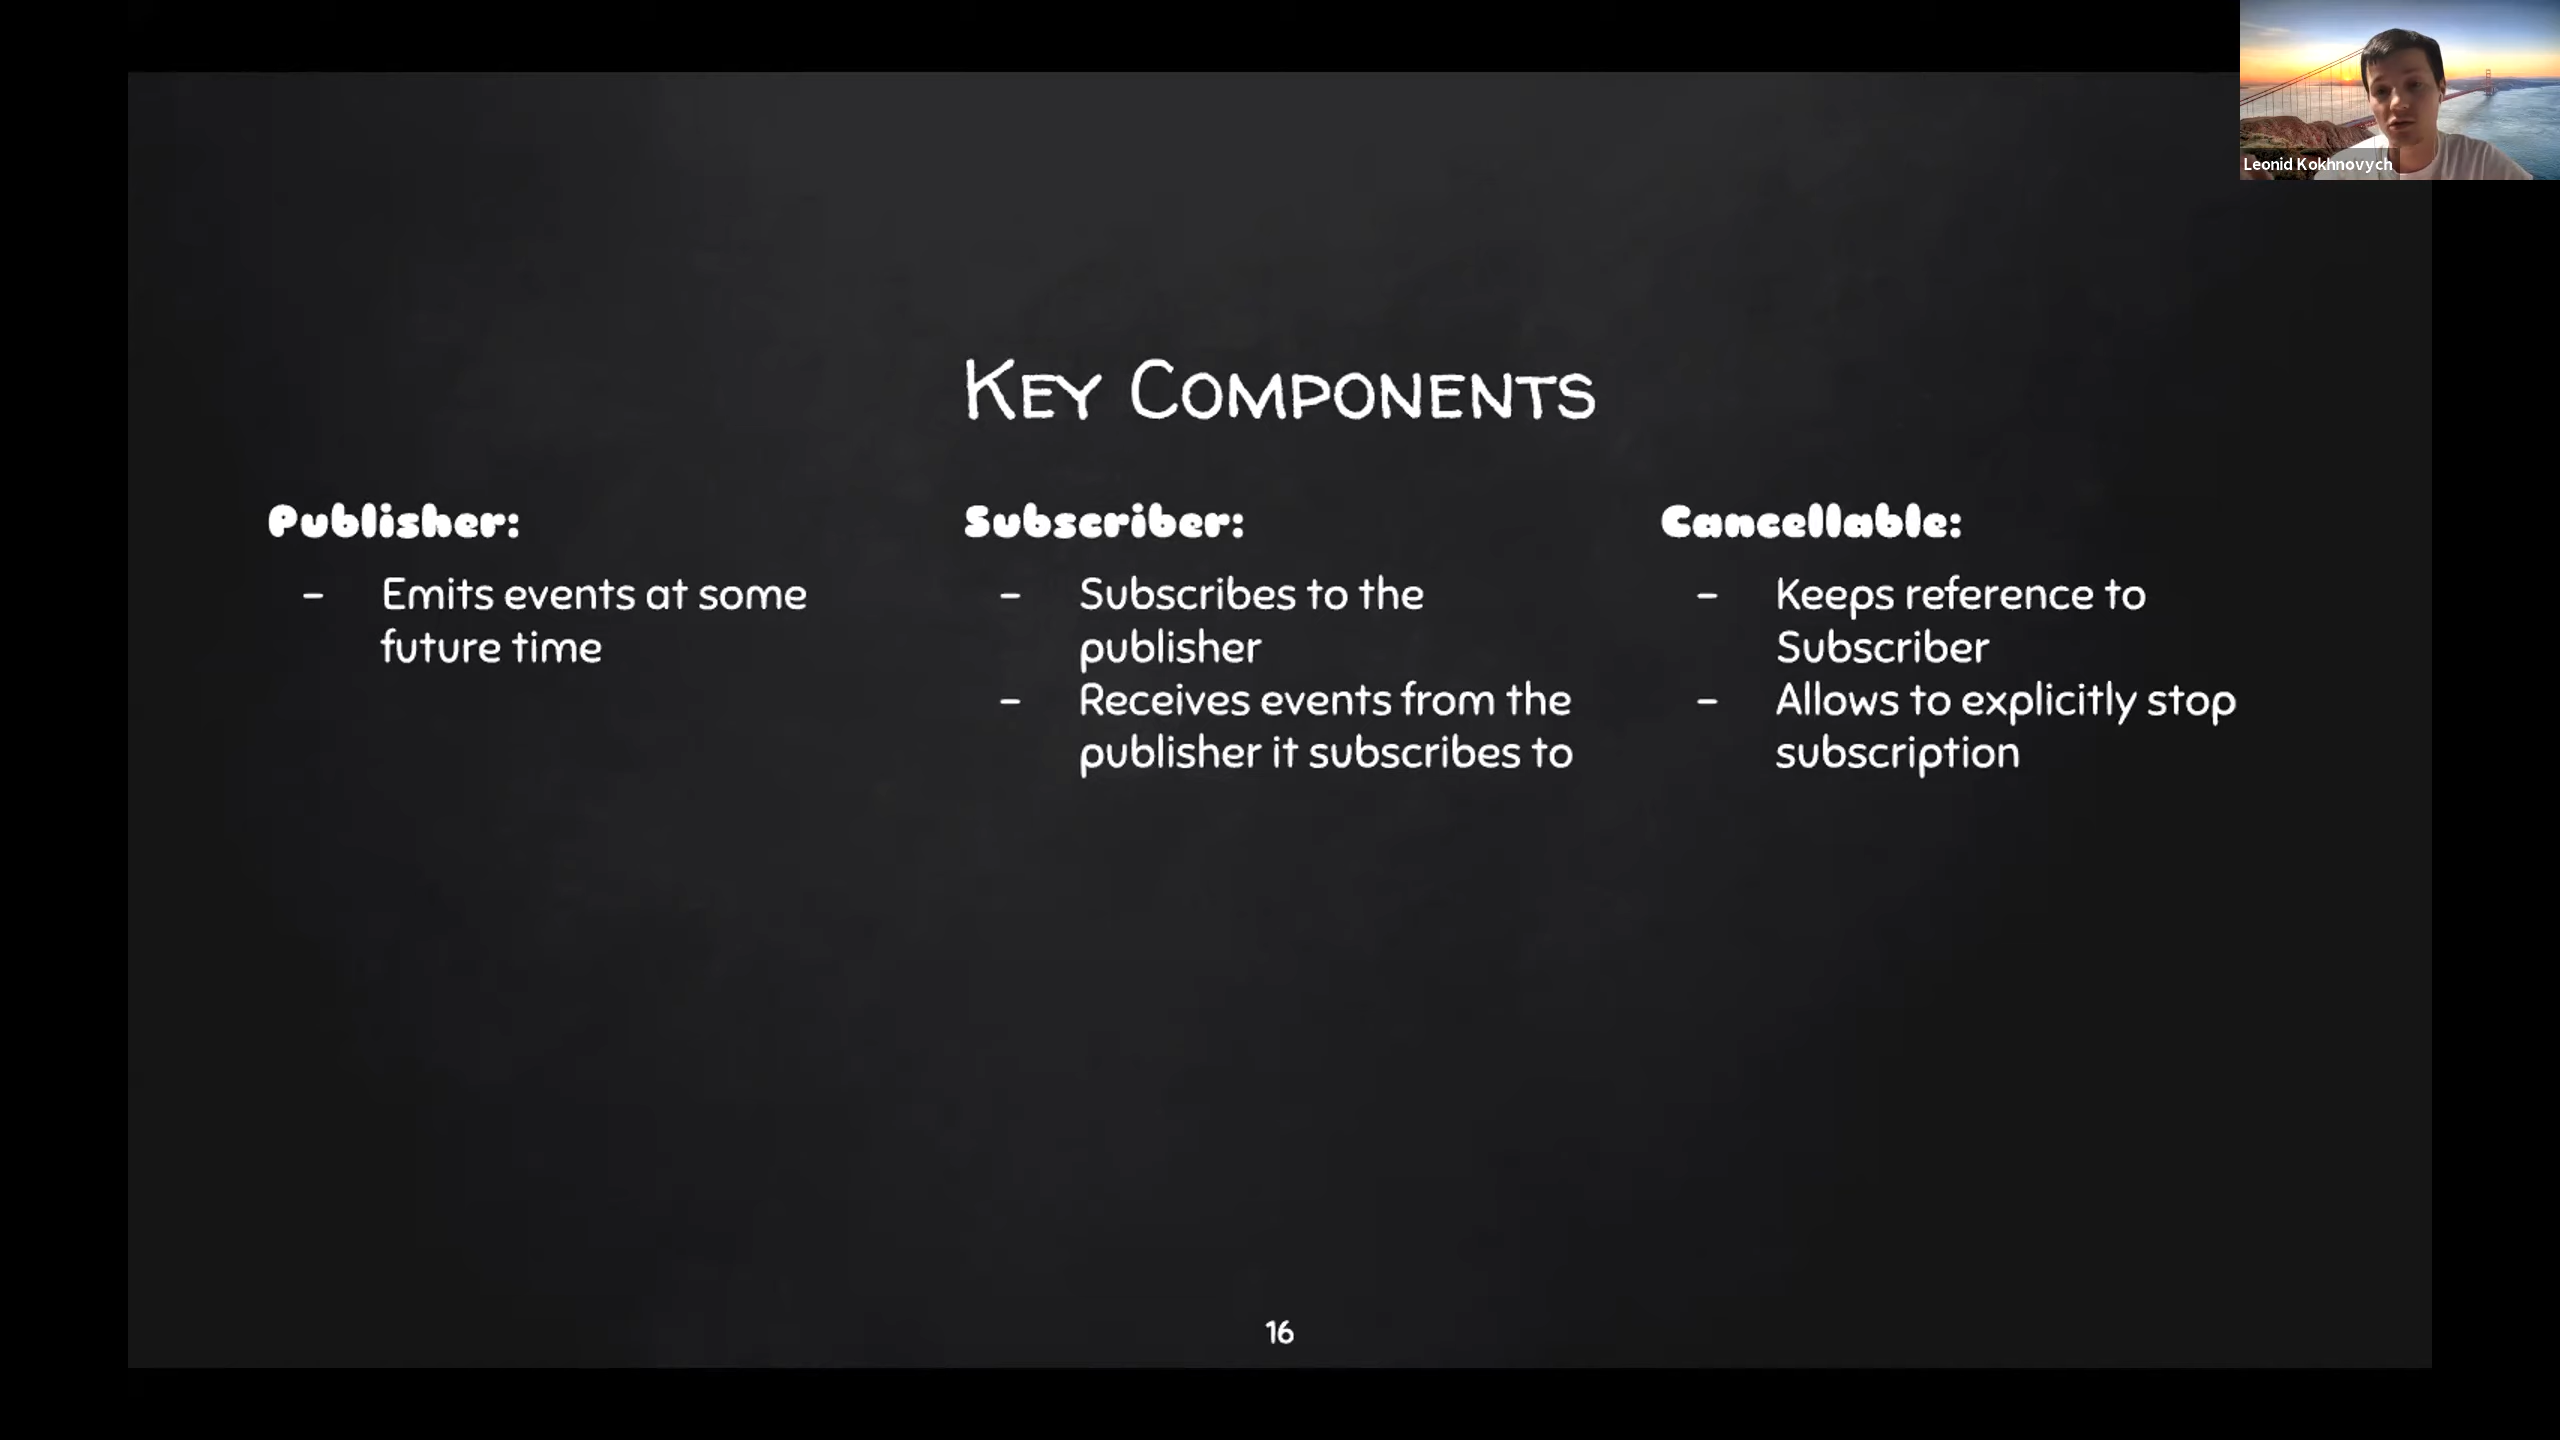 Leonid Kokhnovych
KEY COMPONENTS
Publisher:
- Emits events at some
future time
Subscriber:
- Subscribes to the
publisher
- Receives events from the
publisher it subscribes to
Cancellable:
- Keeps reference to
Subscriber
- Allows to explicitly stop
subscription
16